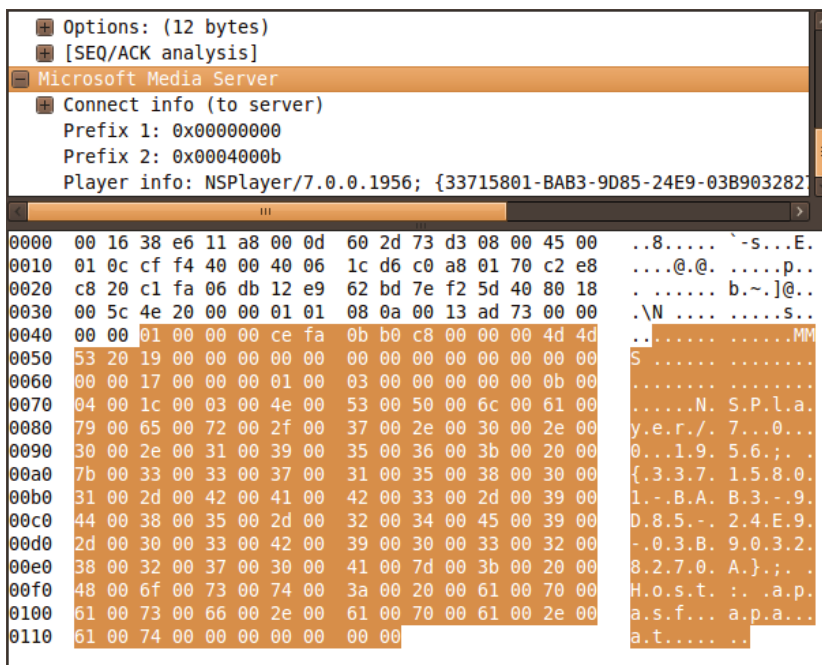 Options: (12 bytes)
[SEQ/ACK analysis]
Microsoft Media Server
Connect info (to server)
Prefix 1: 0x00000000
Prefix 2: 0x0004000b
Player info: NSPlayer/7.0.0.1956; {33715801-BAB3-9D85-24E9-03B9032827
0000 00 16 38 e6 11 a8 00 0d 60 2d 73 d3 08 00 45 00 ..8..... `-s...E.
0010 01 0c cf f4 40 00 40 06 1c d6 c0 a8 01 70 c2 e8 ....@.@. .....p..
0020 c8 20 c1 fa 06 db 12 e9 62 bd 7e f2 5d 40 80 18 . ...... b.~.]@..
0030 00 5c 4e 20 00 00 01 01 08 0a 00 13 ad 73 00 00 .\N .... .....s..
0040 00 00 01 00 00 00 ce fa 0b b0 c8 00 00 00 4d 4d ........ ......MM
0050 53 20 19 00 00 00 00 00 00 00 00 00 00 00 00 00 S ...... ........
0060 00 00 17 00 00 00 01 00 03 00 00 00 00 00 0b 00 ........ ........
0070 04 00 1c 00 03 00 4e 00 53 00 50 00 6c 00 61 00 ......N. S.P.l.a.
0080 79 00 65 00 72 00 2f 00 37 00 2e 00 30 00 2e 00 y.e.r./. 7...0...
0090 30 00 2e 00 31 00 39 00 35 00 36 00 3b 00 20 00 0...1.9. 5.6.;. .
00a0 7b 00 33 00 33 00 37 00 31 00 35 00 38 00 30 00 {.3.3.7. 1.5.8.0.
00b0 31 00 2d 00 42 00 41 00 42 00 33 00 2d 00 39 00 1.-.B.A. B.3.-.9.
00c0 44 00 38 00 35 00 2d 00 32 00 34 00 45 00 39 00 D.8.5.-. 2.4.E.9.
00d0 2d 00 30 00 33 00 42 00 39 00 30 00 33 00 32 00 -.0.3.B. 9.0.3.2.
00e0 38 00 32 00 37 00 30 00 41 00 7d 00 3b 00 20 00 8.2.7.0. A.}.;. .
00f0 48 00 6f 00 73 00 74 00 3a 00 20 00 61 00 70 00 H.o.s.t. :. .a.p.
0100 61 00 73 00 66 00 2e 00 61 00 70 00 61 00 2e 00 a.s.f... a.p.a...
0110 61 00 74 00 00 00 00 00 00 00 a.t..... ..